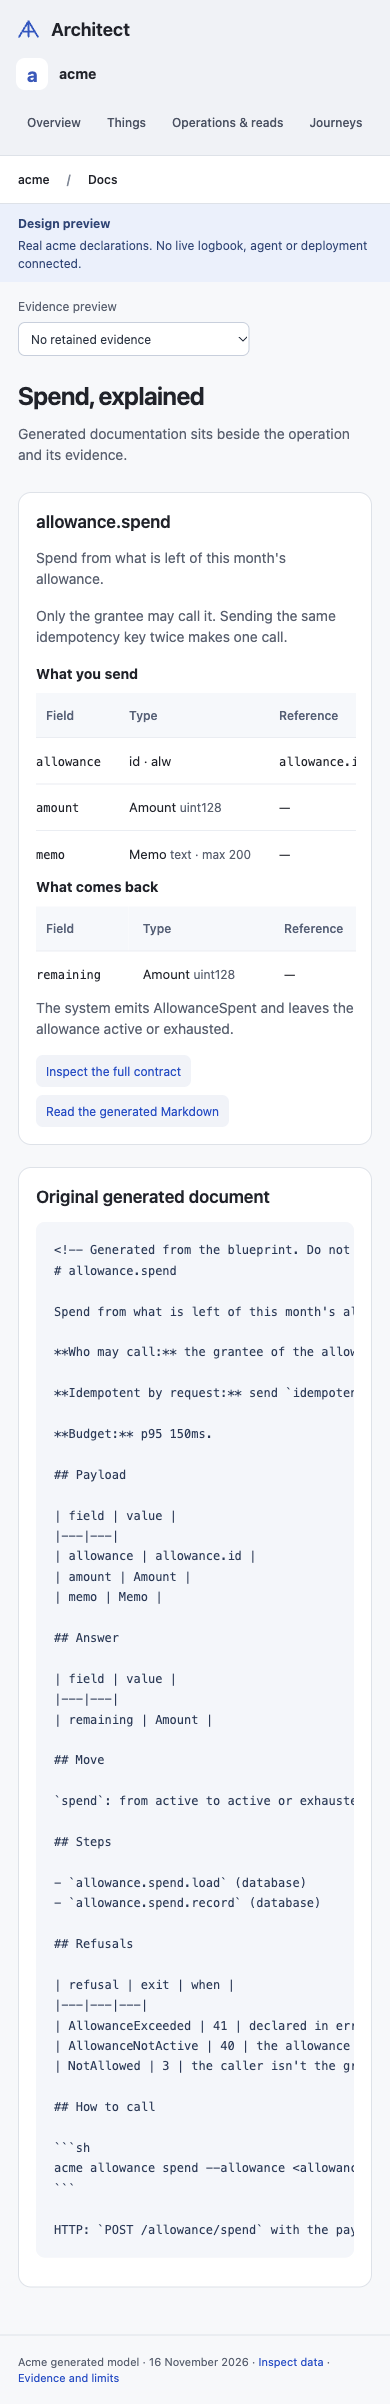 Architect
a acme
Overview Things Operations & reads Journeys
acme / Docs
Design preview
Real acme declarations. No live logbook, agent or deployment
connected.
Evidence preview
No retained evidence
Spend, explained
Generated documentation sits beside the operation
and its evidence.
allowance.spend
Spend from what is left of this month's
allowance.
Only the grantee may call it. Sending the same
idempotency key twice makes one call.
What you send
Field Type Reference
allowance id · alw allowance.i
amount Amount uint128 —
memo Memo text · max 200 —
What comes back
Field Type Reference
remaining Amount uint128 —
The system emits AllowanceSpent and leaves the
allowance active or exhausted.
Inspect the full contract
Read the generated Markdown
Original generated document
<!-- Generated from the blueprint. Do not
# allowance.spend
Spend from what is left of this month's al
**Who may call:** the grantee of the allow
**Idempotent by request:** send `idempoten
**Budget:** p95 150ms.
## Payload
| field | value |
|---|---|
| allowance | allowance.id |
| amount | Amount |
| memo | Memo |
## Answer
| field | value |
|---|---|
| remaining | Amount |
## Move
`spend`: from active to active or exhauste
## Steps
- `allowance.spend.load` (database)
- `allowance.spend.record` (database)
## Refusals
| refusal | exit | when |
|---|---|---|
| AllowanceExceeded | 41 | declared in err
| AllowanceNotActive | 40 | the allowance
| NotAllowed | 3 | the caller isn't the gr
## How to call
```sh
acme allowance spend --allowance <allowanc
```
HTTP: `POST /allowance/spend` with the pay
Acme generated model · 16 November 2026 · Inspect data ·
Evidence and limits